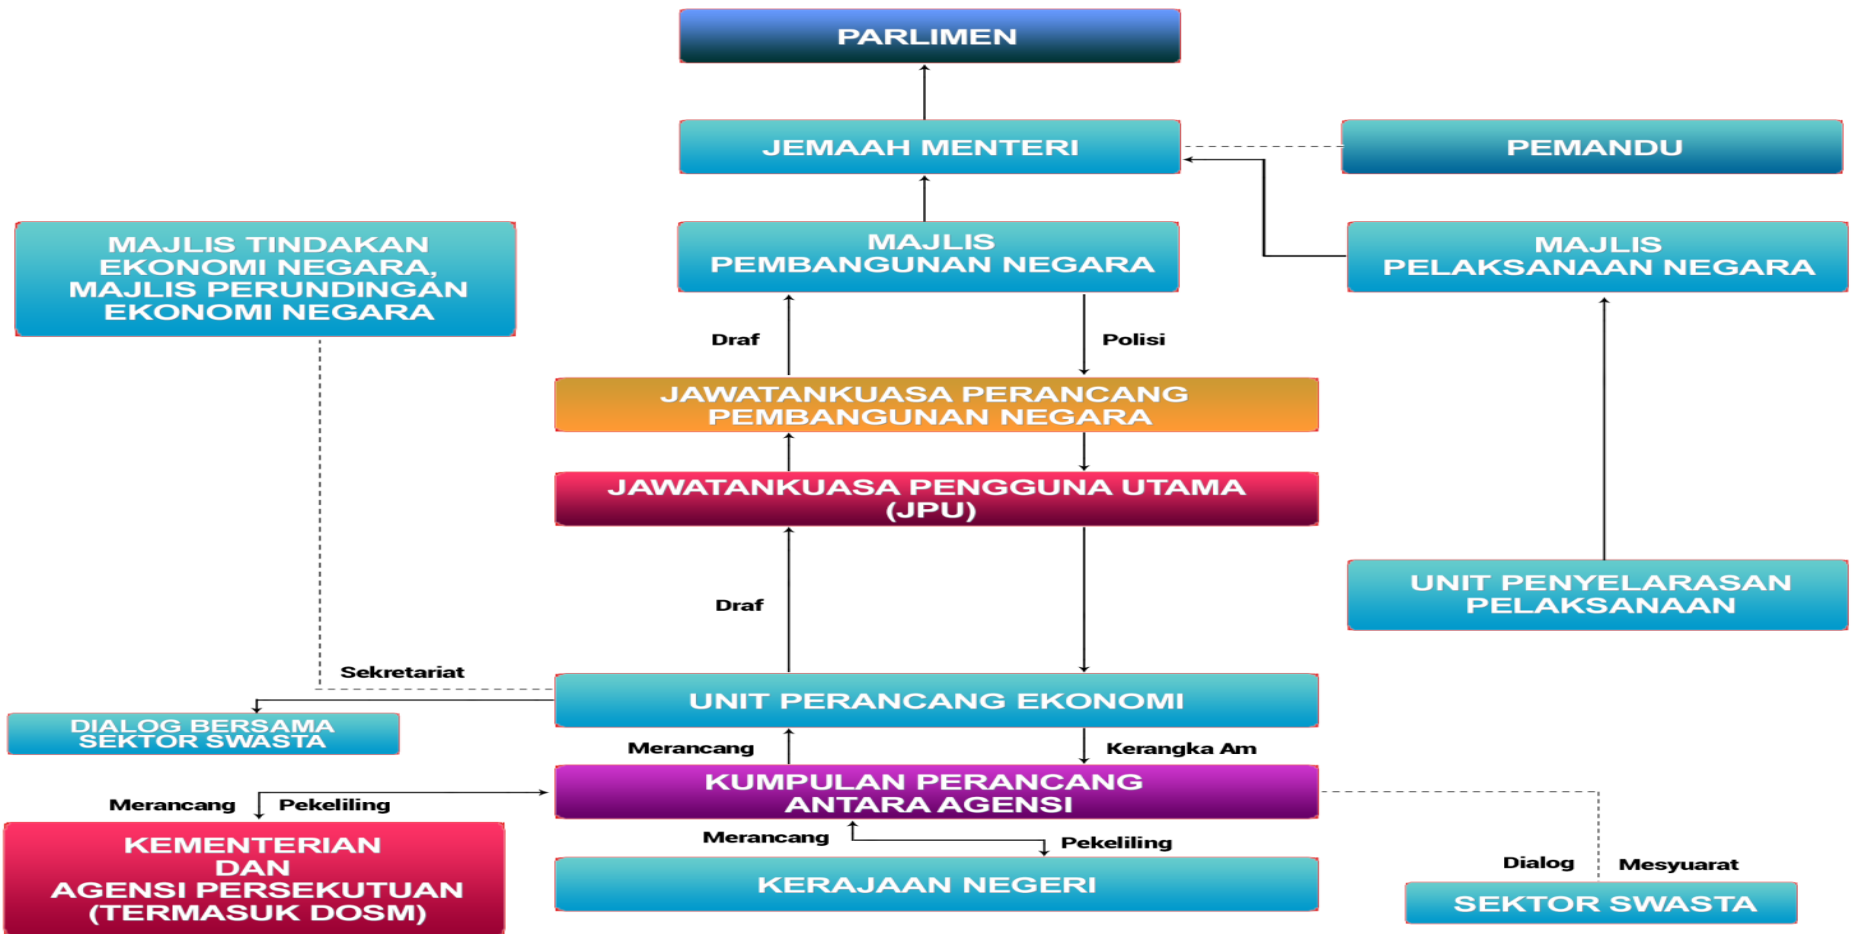 PARLIMEN
JEMAAH MENTERI
PEMANDU
MAJLIS TINDAKAN
EKONOMI NEGARA,
MAJLIS PERUNDINGAN
EKONOMI NEGARA
MAJLIS
PEMBANGUNAN NEGARA
MAJLIS
PELAKSANAAN NEGARA
Draf
Polisi
JAWATANKUASA PERANCANG
PEMBANGUNAN NEGARA
JAWATANKUASA PENGGUNA UTAMA
(JPU)
UNIT PENYELARASAN
PELAKSANAAN
Draf
Sekretariat
UNIT PERANCANG EKONOMI
DIALOG BERSAMA
SEKTOR SWASTA
Merancang
Kerangka Am
KUMPULAN PERANCANG
ANTARA AGENSI
Merancang
Pekeliling
KEMENTERIAN
DAN
AGENSI PERSEKUTUAN
(TERMASUK DOSM)
Merancang
Pekeliling
KERAJAAN NEGERI
Dialog
Mesyuarat
SEKTOR SWASTA